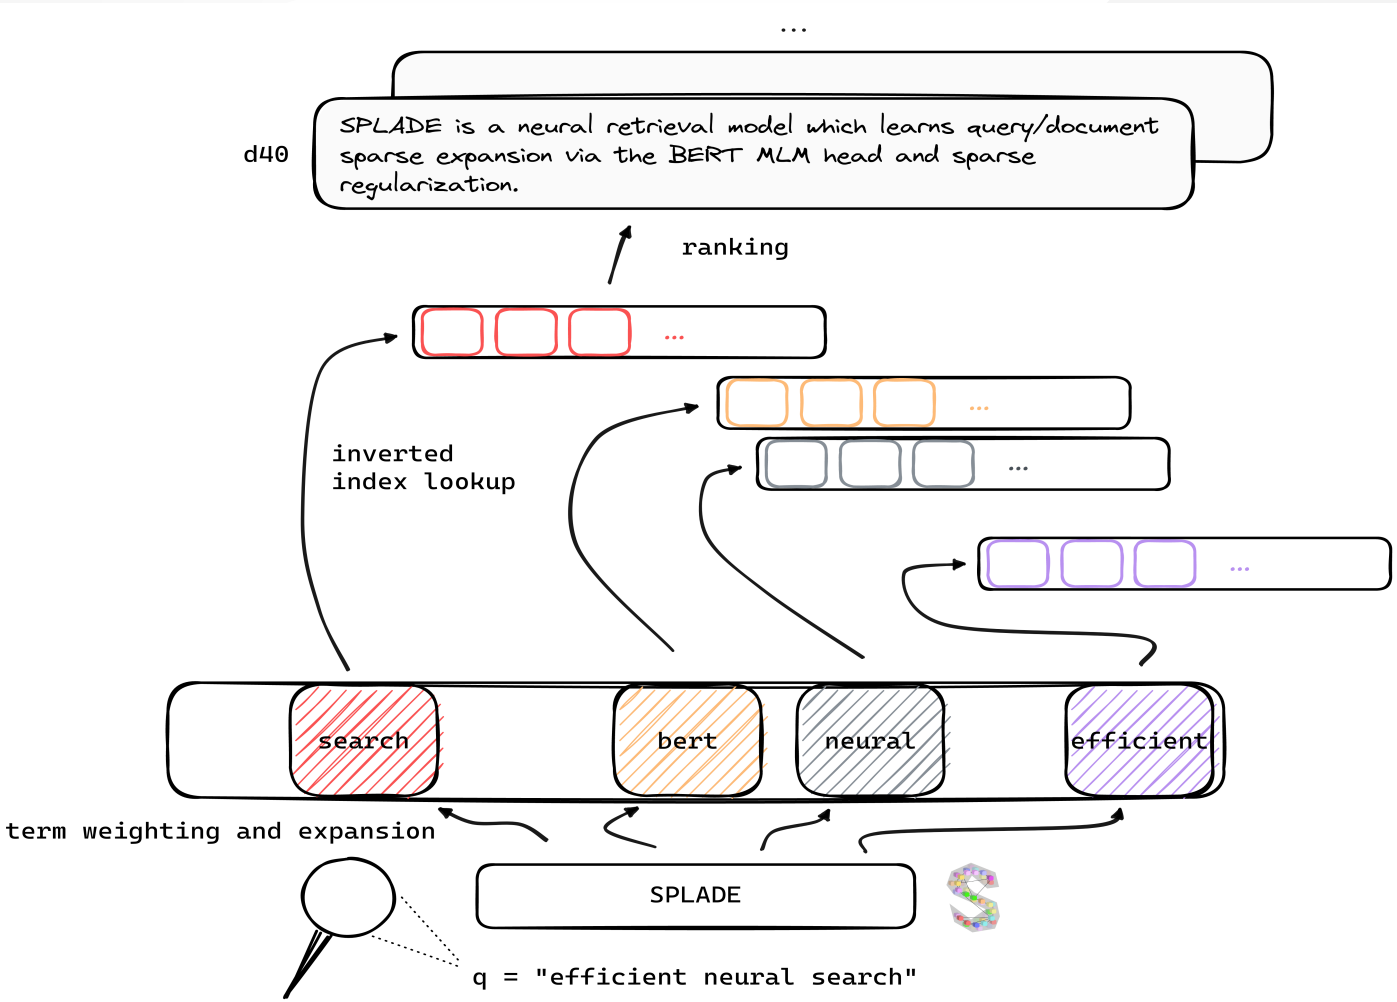 ...
d40
SPLADE is a neural retrieval model which learns query/document
sparse expansion via the BERT MLM head and sparse
regularization.
ranking
...
...
inverted
index lookup
...
...
search
bert
neural
efficient
term weighting and expansion
SPLADE
q = "efficient neural search"